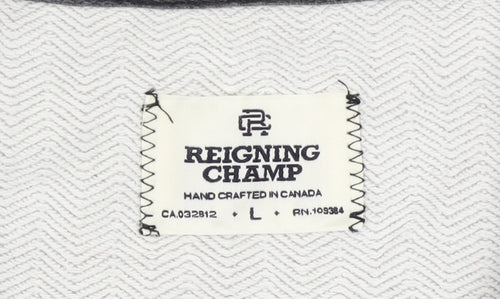 RC
REIGNING
CHAMP
HAND CRAFTED IN CANADA
CA.032812 • L • RN.109384